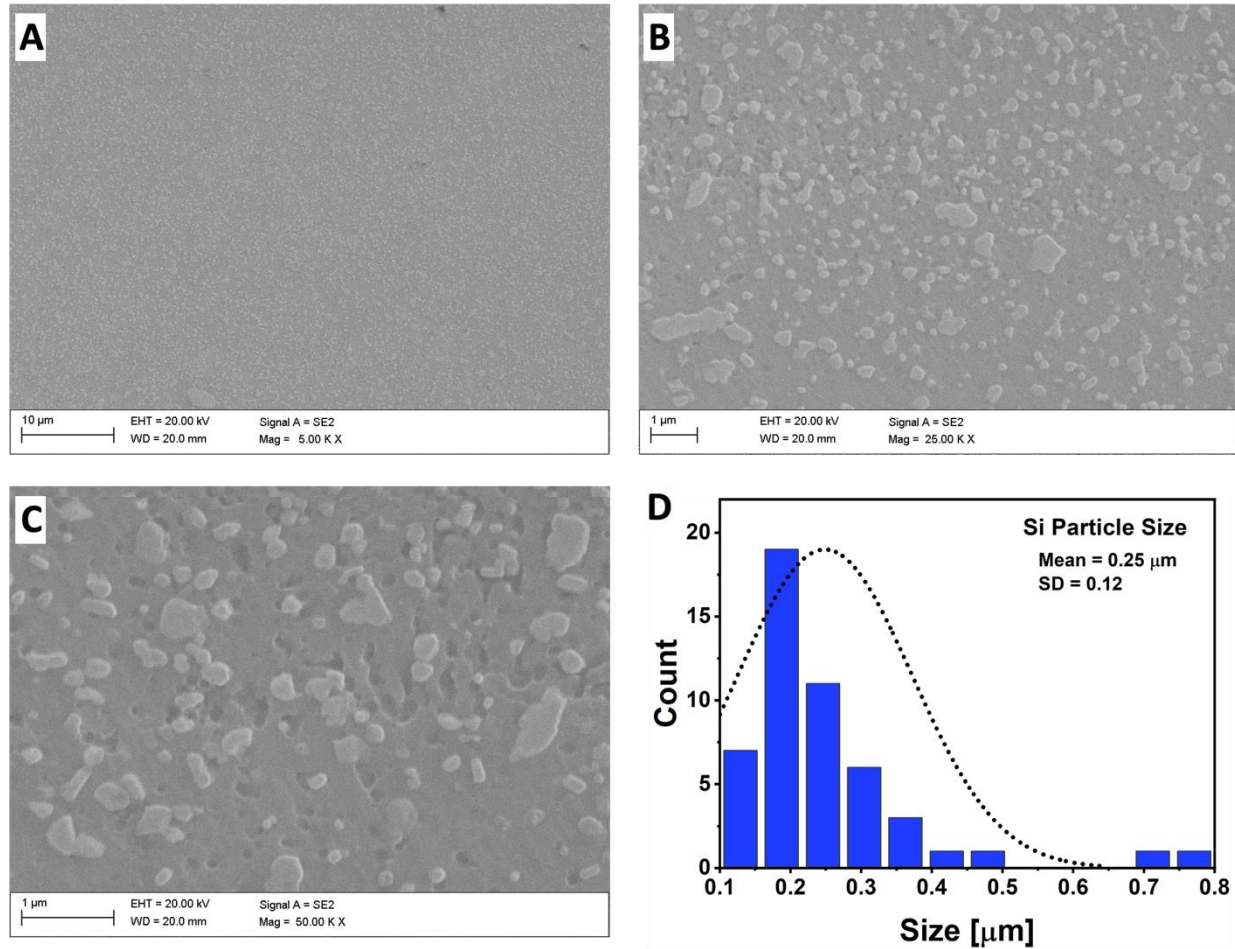 A
10 µm
EHT = 20.00 kV
Signal A = SE2
WD = 20.0 mm
Mag = 5.00 K X
B
1 µm
EHT = 20.00 kV
Signal A = SE2
WD = 20.0 mm
Mag = 25.00 K X
C
1 µm
EHT = 20.00 kV
Signal A = SE2
WD = 20.0 mm
Mag = 50.00 K X
D
Si Particle Size
Mean = 0.25 µm
SD = 0.12
Count
20
15
10
5
0
0.1 0.2 0.3 0.4 0.5 0.6 0.7 0.8
Size [µm]